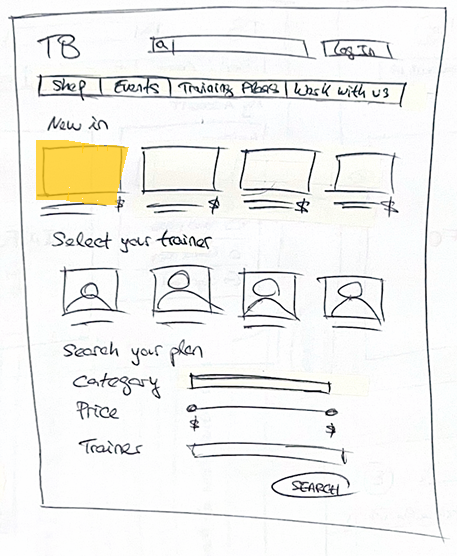 TB Log In
Shop Events Training Plans Work with us
New in
$ $ $ $
Select your trainer
Search your plan
Category
Price
$ $
Trainer
SEARCH